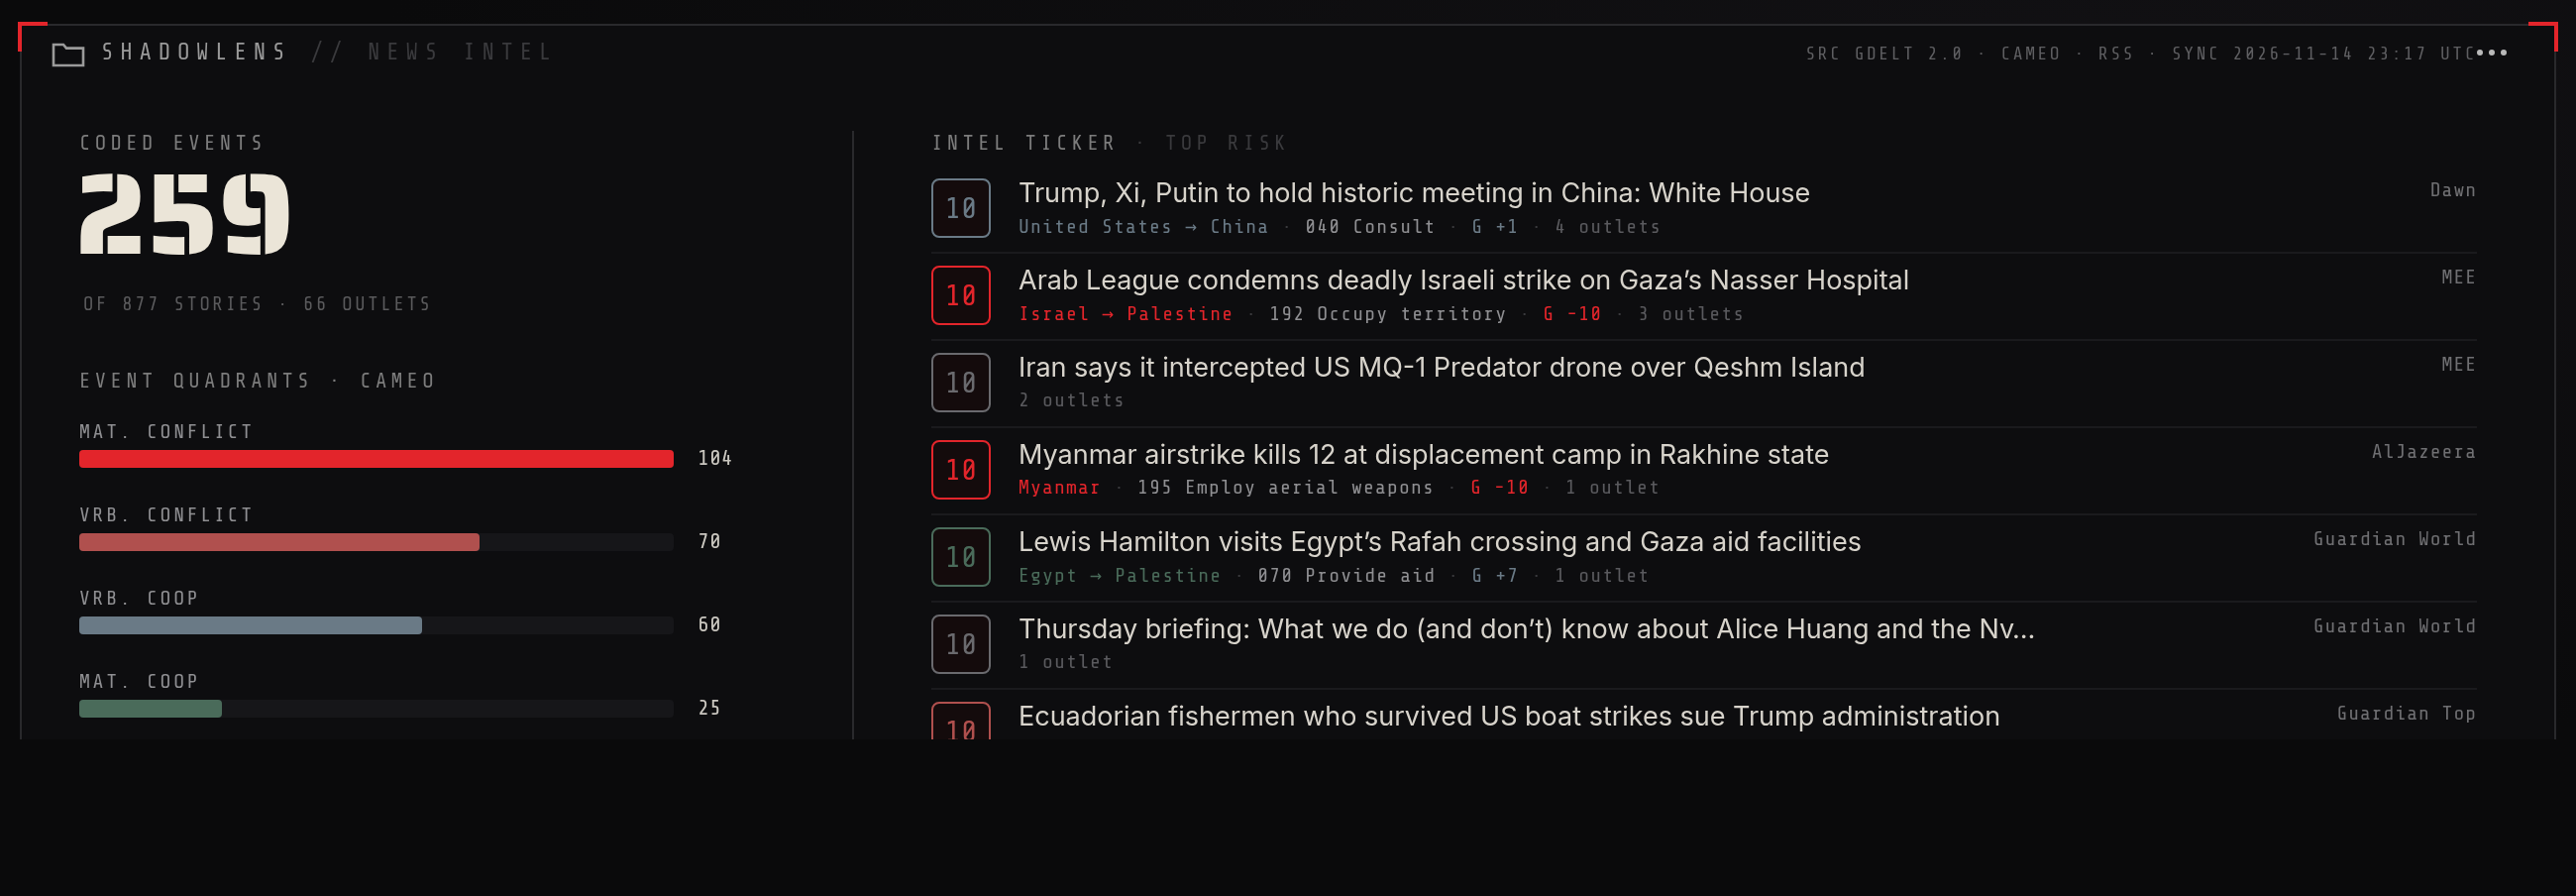 SHADOWLENS // NEWS INTEL
SRC GDELT 2.0 · CAMEO · RSS · SYNC 2026-11-14 23:17 UTC•••
CODED EVENTS
259
OF 877 STORIES · 66 OUTLETS
EVENT QUADRANTS · CAMEO
MAT. CONFLICT
104
VRB. CONFLICT
70
VRB. COOP
60
MAT. COOP
25
INTEL TICKER · TOP RISK
10 Trump, Xi, Putin to hold historic meeting in China: White House Dawn
United States → China · 040 Consult · G +1 · 4 outlets
10 Arab League condemns deadly Israeli strike on Gaza’s Nasser Hospital MEE
Israel → Palestine · 192 Occupy territory · G -10 · 3 outlets
10 Iran says it intercepted US MQ-1 Predator drone over Qeshm Island MEE
2 outlets
10 Myanmar airstrike kills 12 at displacement camp in Rakhine state AlJazeera
Myanmar · 195 Employ aerial weapons · G -10 · 1 outlet
10 Lewis Hamilton visits Egypt’s Rafah crossing and Gaza aid facilities Guardian World
Egypt → Palestine · 070 Provide aid · G +7 · 1 outlet
10 Thursday briefing: What we do (and don’t) know about Alice Huang and the Nv… Guardian World
1 outlet
10 Ecuadorian fishermen who survived US boat strikes sue Trump administration Guardian Top